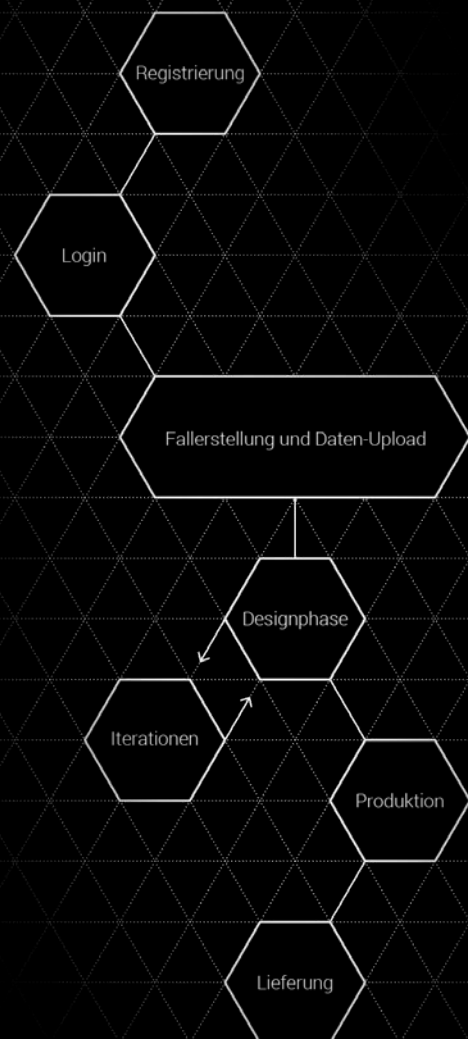 Registrierung
Login
Fallerstellung und Daten-Upload
Designphase
Iterationen
Produktion
Lieferung